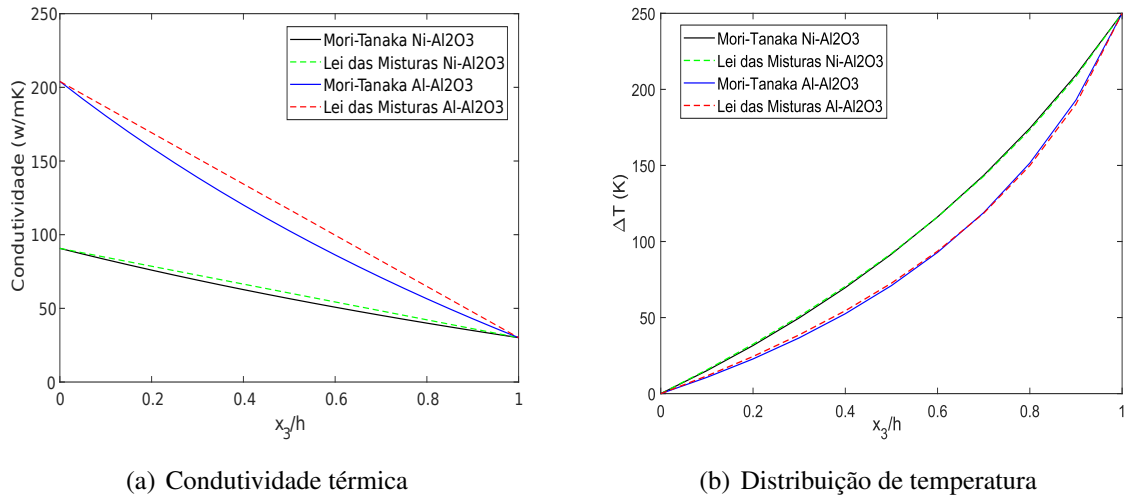 Mori-Tanaka Ni-Al2O3
Lei das Misturas Ni-Al2O3
Mori-Tanaka Al-Al2O3
Lei das Misturas Al-Al2O3
Condutividade (w/mK)
250
200
150
100
50
0
0 0.2 0.4 0.6 0.8 1
x3/h
(a) Condutividade térmica
Mori-Tanaka Ni-Al2O3
Lei das Misturas Ni-Al2O3
Mori-Tanaka Al-Al2O3
Lei das Misturas Al-Al2O3
ΔT (K)
250
200
150
100
50
0
0 0.2 0.4 0.6 0.8 1
x3/h
(b) Distribuição de temperatura